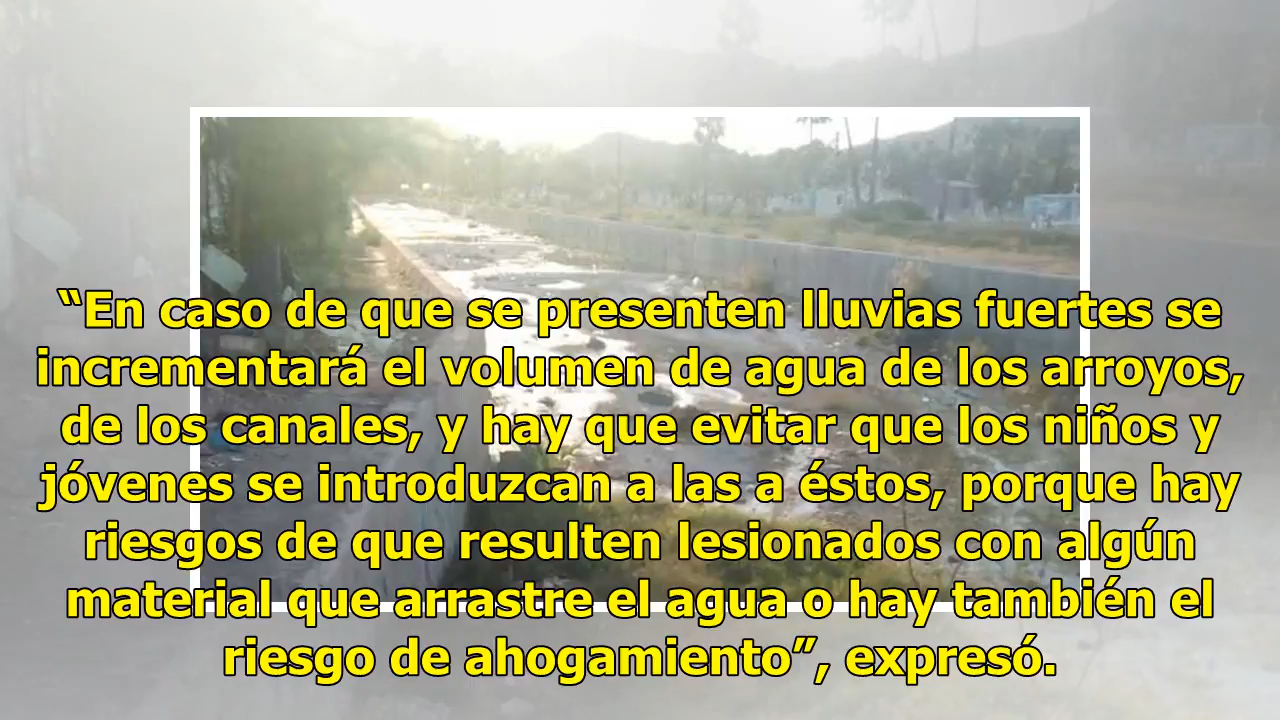 “En caso de que se presenten lluvias fuertes se
incrementará el volumen de agua de los arroyos,
de los canales, y hay que evitar que los niños y
jóvenes se introduzcan a las a éstos, porque hay
riesgos de que resulten lesionados con algún
material que arrastre el agua o hay también el
riesgo de ahogamiento”, expresó.